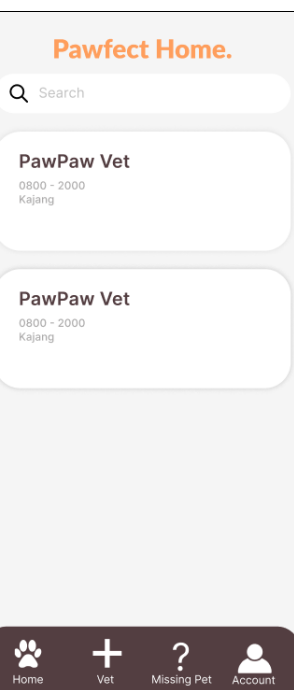 Pawfect Home.
Search
PawPaw Vet
0800 - 2000
Kajang
PawPaw Vet
0800 - 2000
Kajang
Home Vet Missing Pet Account